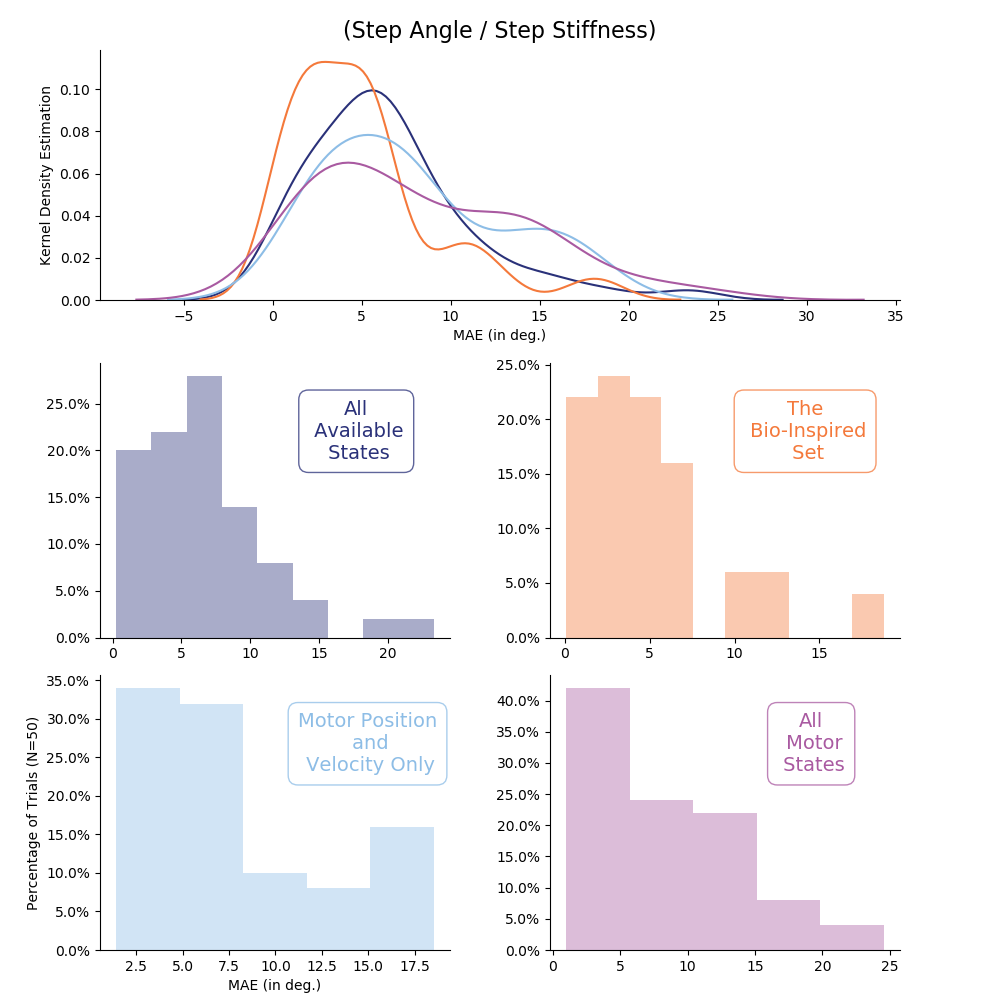 (Step Angle / Step Stiffness)
Kernel Density Estimation
0.10
0.08
0.06
0.04
0.02
0.00
−5 0 5 10 15 20 25 30 35
MAE (in deg.)
25.0%
20.0%
15.0%
10.0%
5.0%
0.0%
0 5 10 15 20
All
Available
States
25.0%
20.0%
15.0%
10.0%
5.0%
0.0%
0 5 10 15
The
Bio-Inspired
Set
Percentage of Trials (N=50)
35.0%
30.0%
25.0%
20.0%
15.0%
10.0%
5.0%
0.0%
2.5 5.0 7.5 10.0 12.5 15.0 17.5
MAE (in deg.)
Motor Position
and
Velocity Only
40.0%
35.0%
30.0%
25.0%
20.0%
15.0%
10.0%
5.0%
0.0%
0 5 10 15 20 25
All
Motor
States